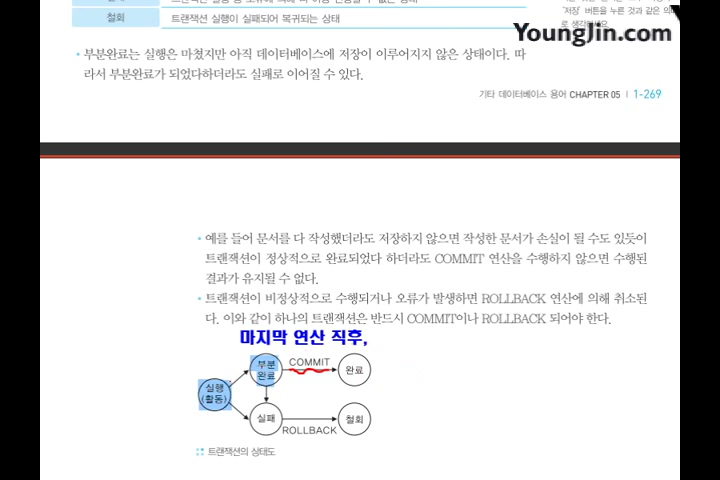 철회 트랜잭션 실행이 실패되어 복귀되는 상태
'저장' 버튼을 누른 것과 같은
YoungJin.com
• 부분완료는 실행은 마쳤지만 아직 데이터베이스에 저장이 이루어지지 않은 상태이다. 따
라서 부분완료가 되었다하더라도 실패로 이어질 수 있다.
기타 데이터베이스 용어 CHAPTER 05 | 1-269
• 예를 들어 문서를 다 작성했더라도 저장하지 않으면 작성한 문서가 손실이 될 수도 있듯이
트랜잭션이 정상적으로 완료되었다 하더라도 COMMIT 연산을 수행하지 않으면 수행된
결과가 유지될 수 없다.
• 트랜잭션이 비정상적으로 수행되거나 오류가 발생하면 ROLLBACK 연산에 의해 취소된
다. 이와 같이 하나의 트랜잭션은 반드시 COMMIT이나 ROLLBACK 되어야 한다.
마지막 연산 직후,
부분
완료
COMMIT
완료
실행
(활동)
실패
ROLLBACK
철회
트랜잭션의 상태도